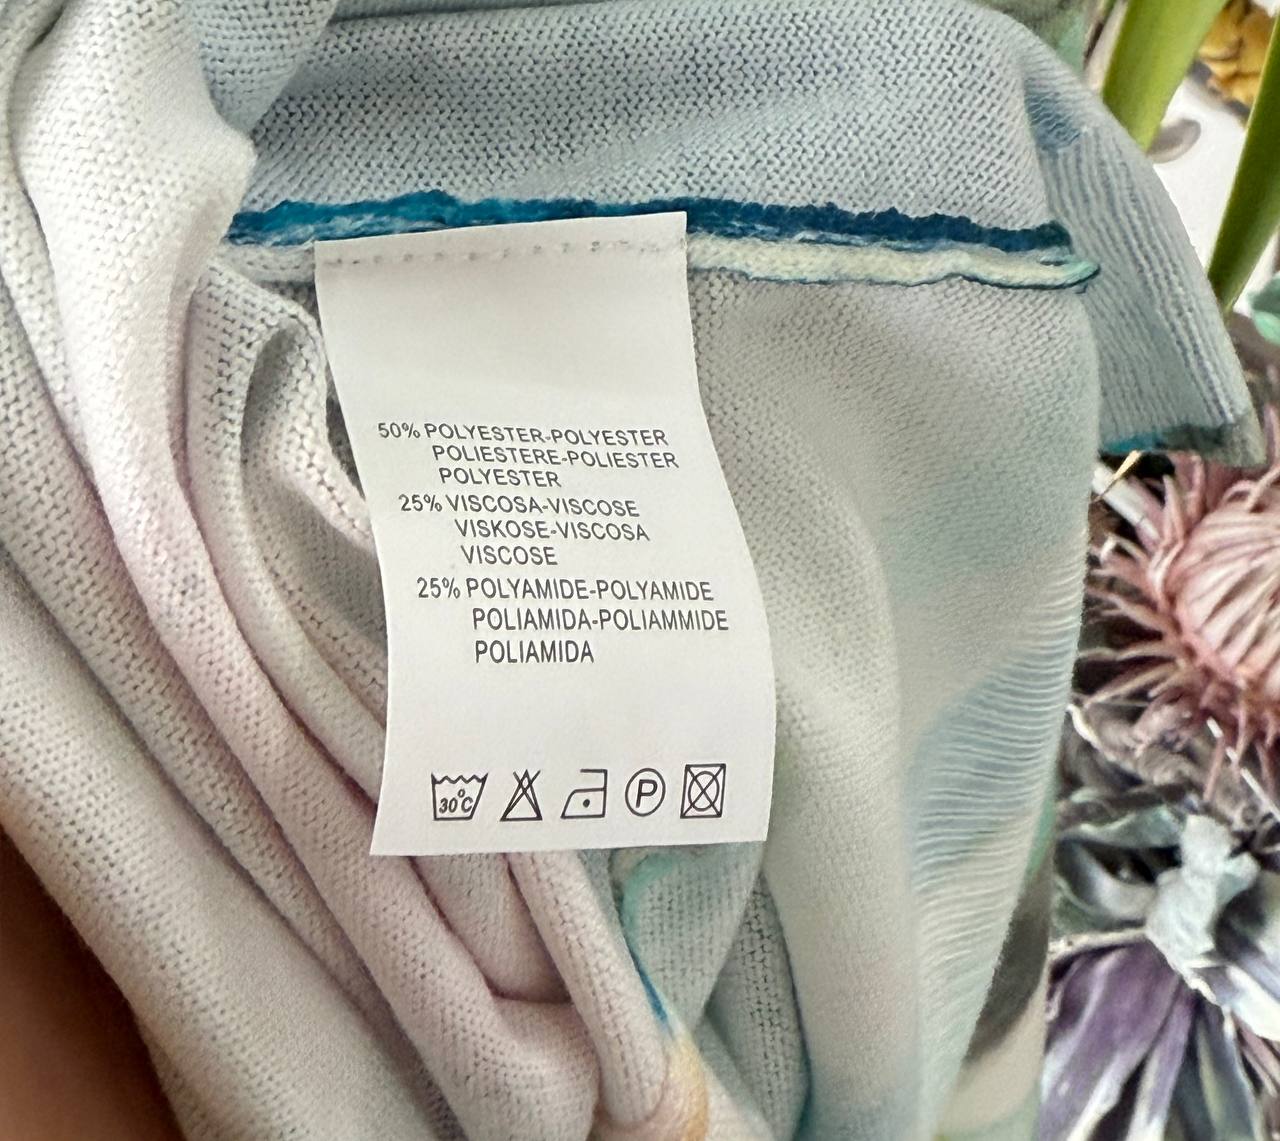 50% POLYESTER-POLYESTER
POLIESTERE-POLIESTER
POLYESTER
25% VISCOSA-VISCOSE
VISKOSE-VISCOSA
VISCOSE
25% POLYAMIDE-POLYAMIDE
POLIAMIDA-POLIAMMIDE
POLIAMIDA
30°C P